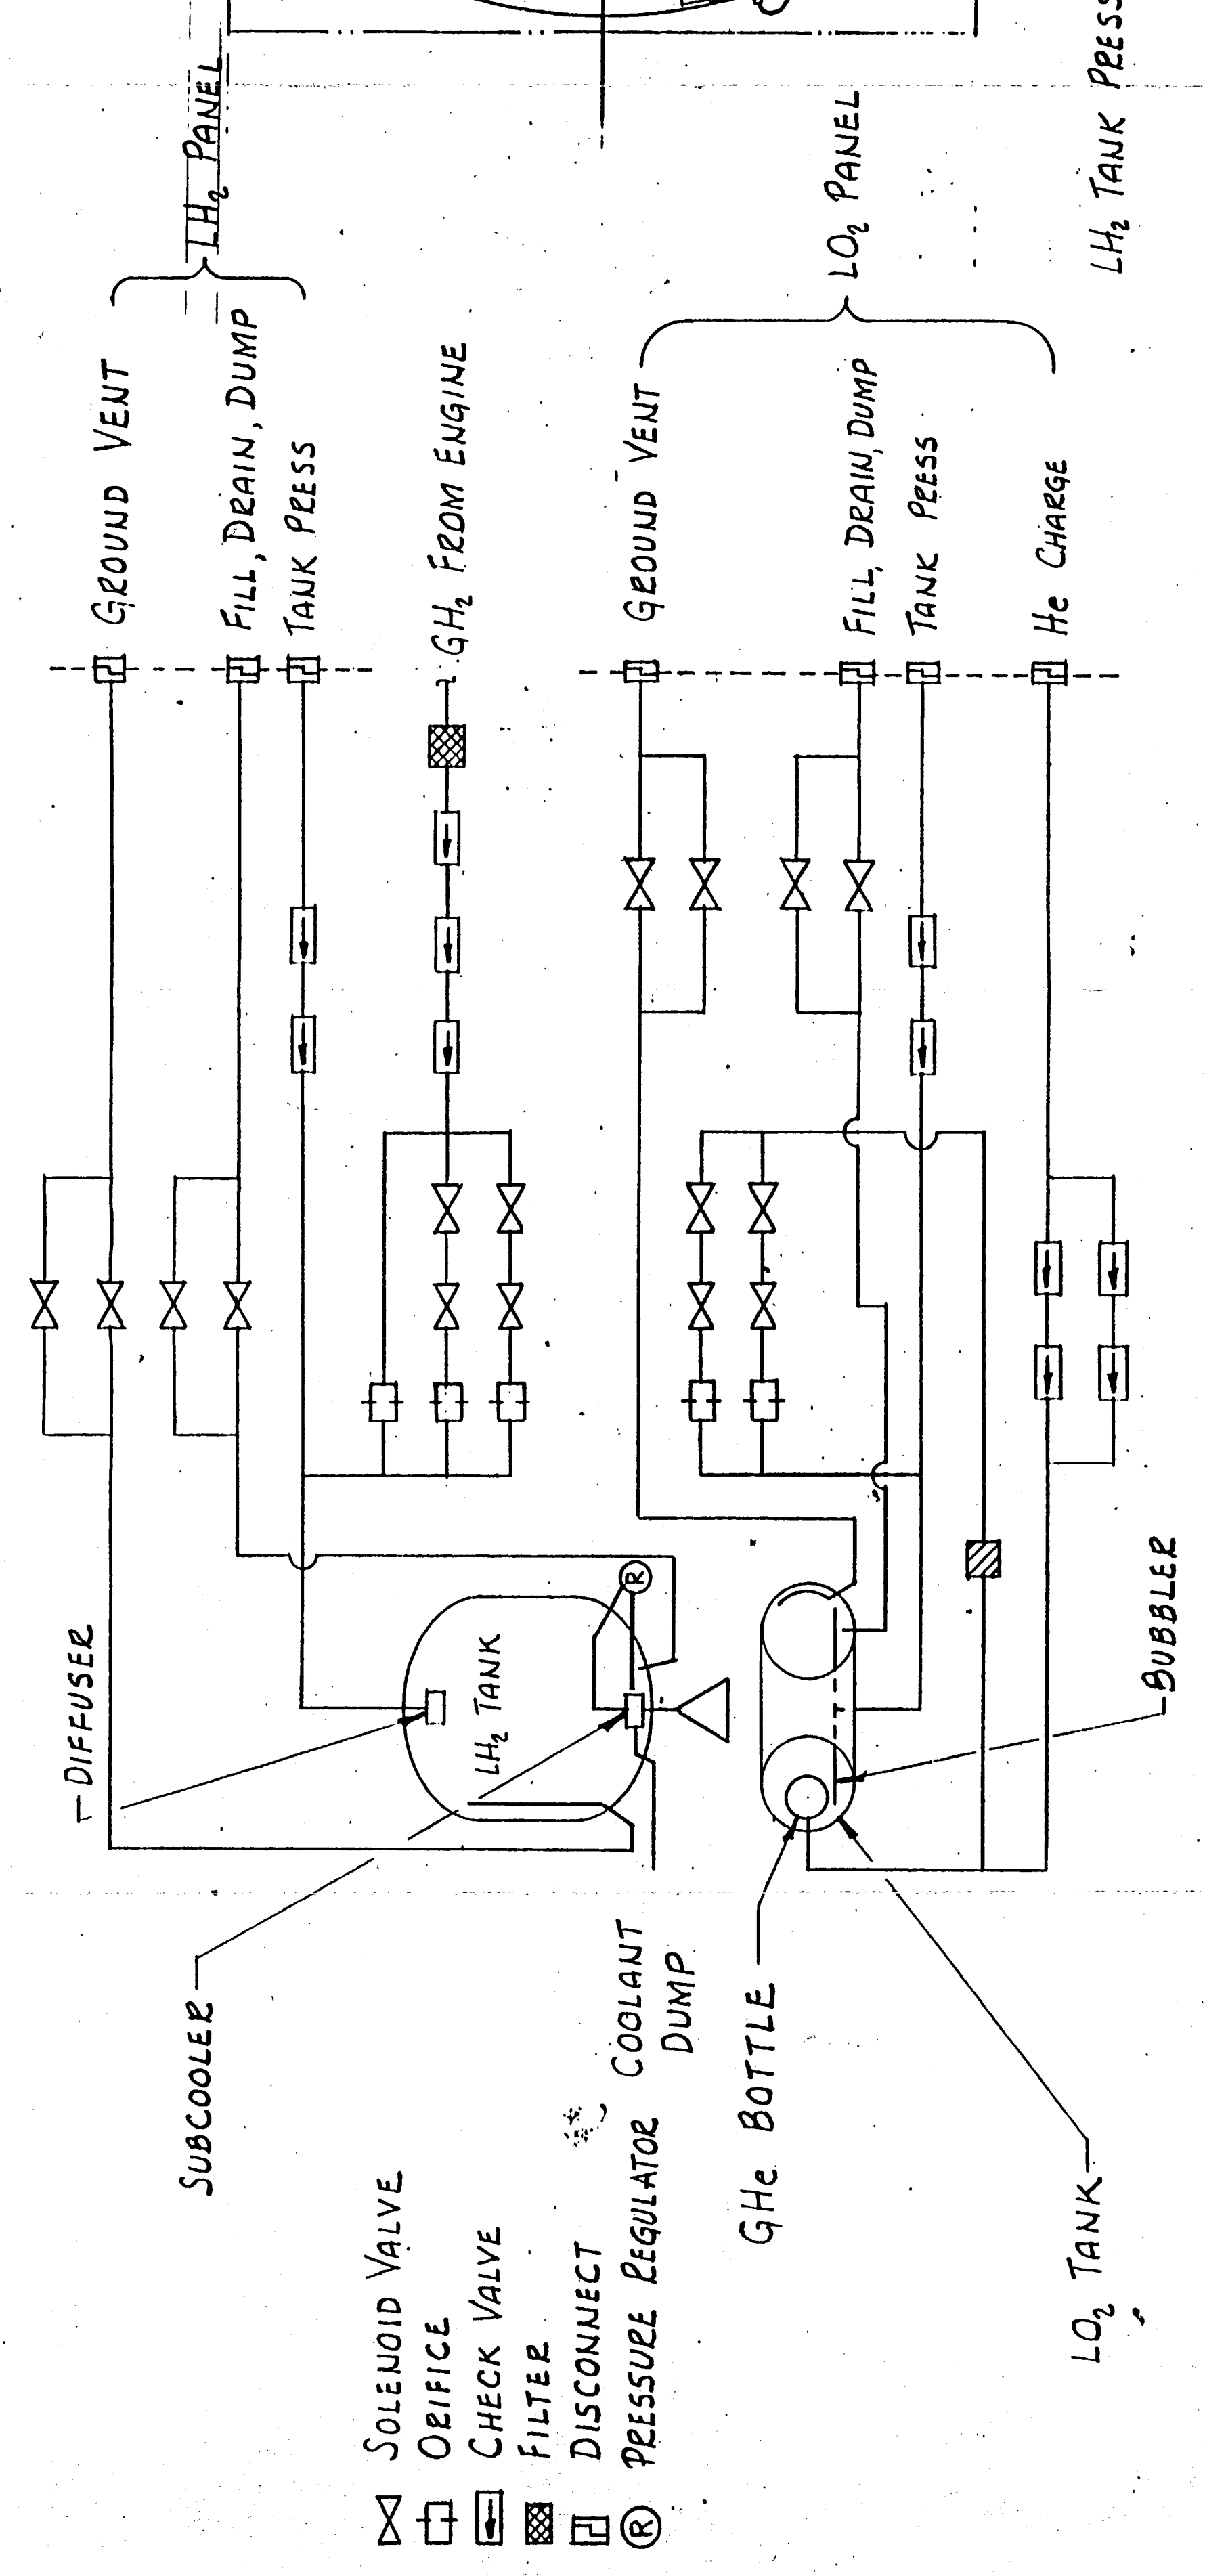 LH₂ PANEL
GROUND VENT
FILL, DRAIN, DUMP
TANK PRESS
GH₂ FROM ENGINE
LO₂ PANEL
GROUND VENT
FILL, DRAIN, DUMP
TANK PRESS
He CHARGE
LH₂ TANK PRESS
DIFFUSER
LH₂ TANK
R
BUBBLER
SUBCOOLER
COOLANT
DUMP
GHe BOTTLE
LO₂ TANK
SOLENOID VALVE
ORIFICE
CHECK VALVE
FILTER
DISCONNECT
R PRESSURE REGULATOR